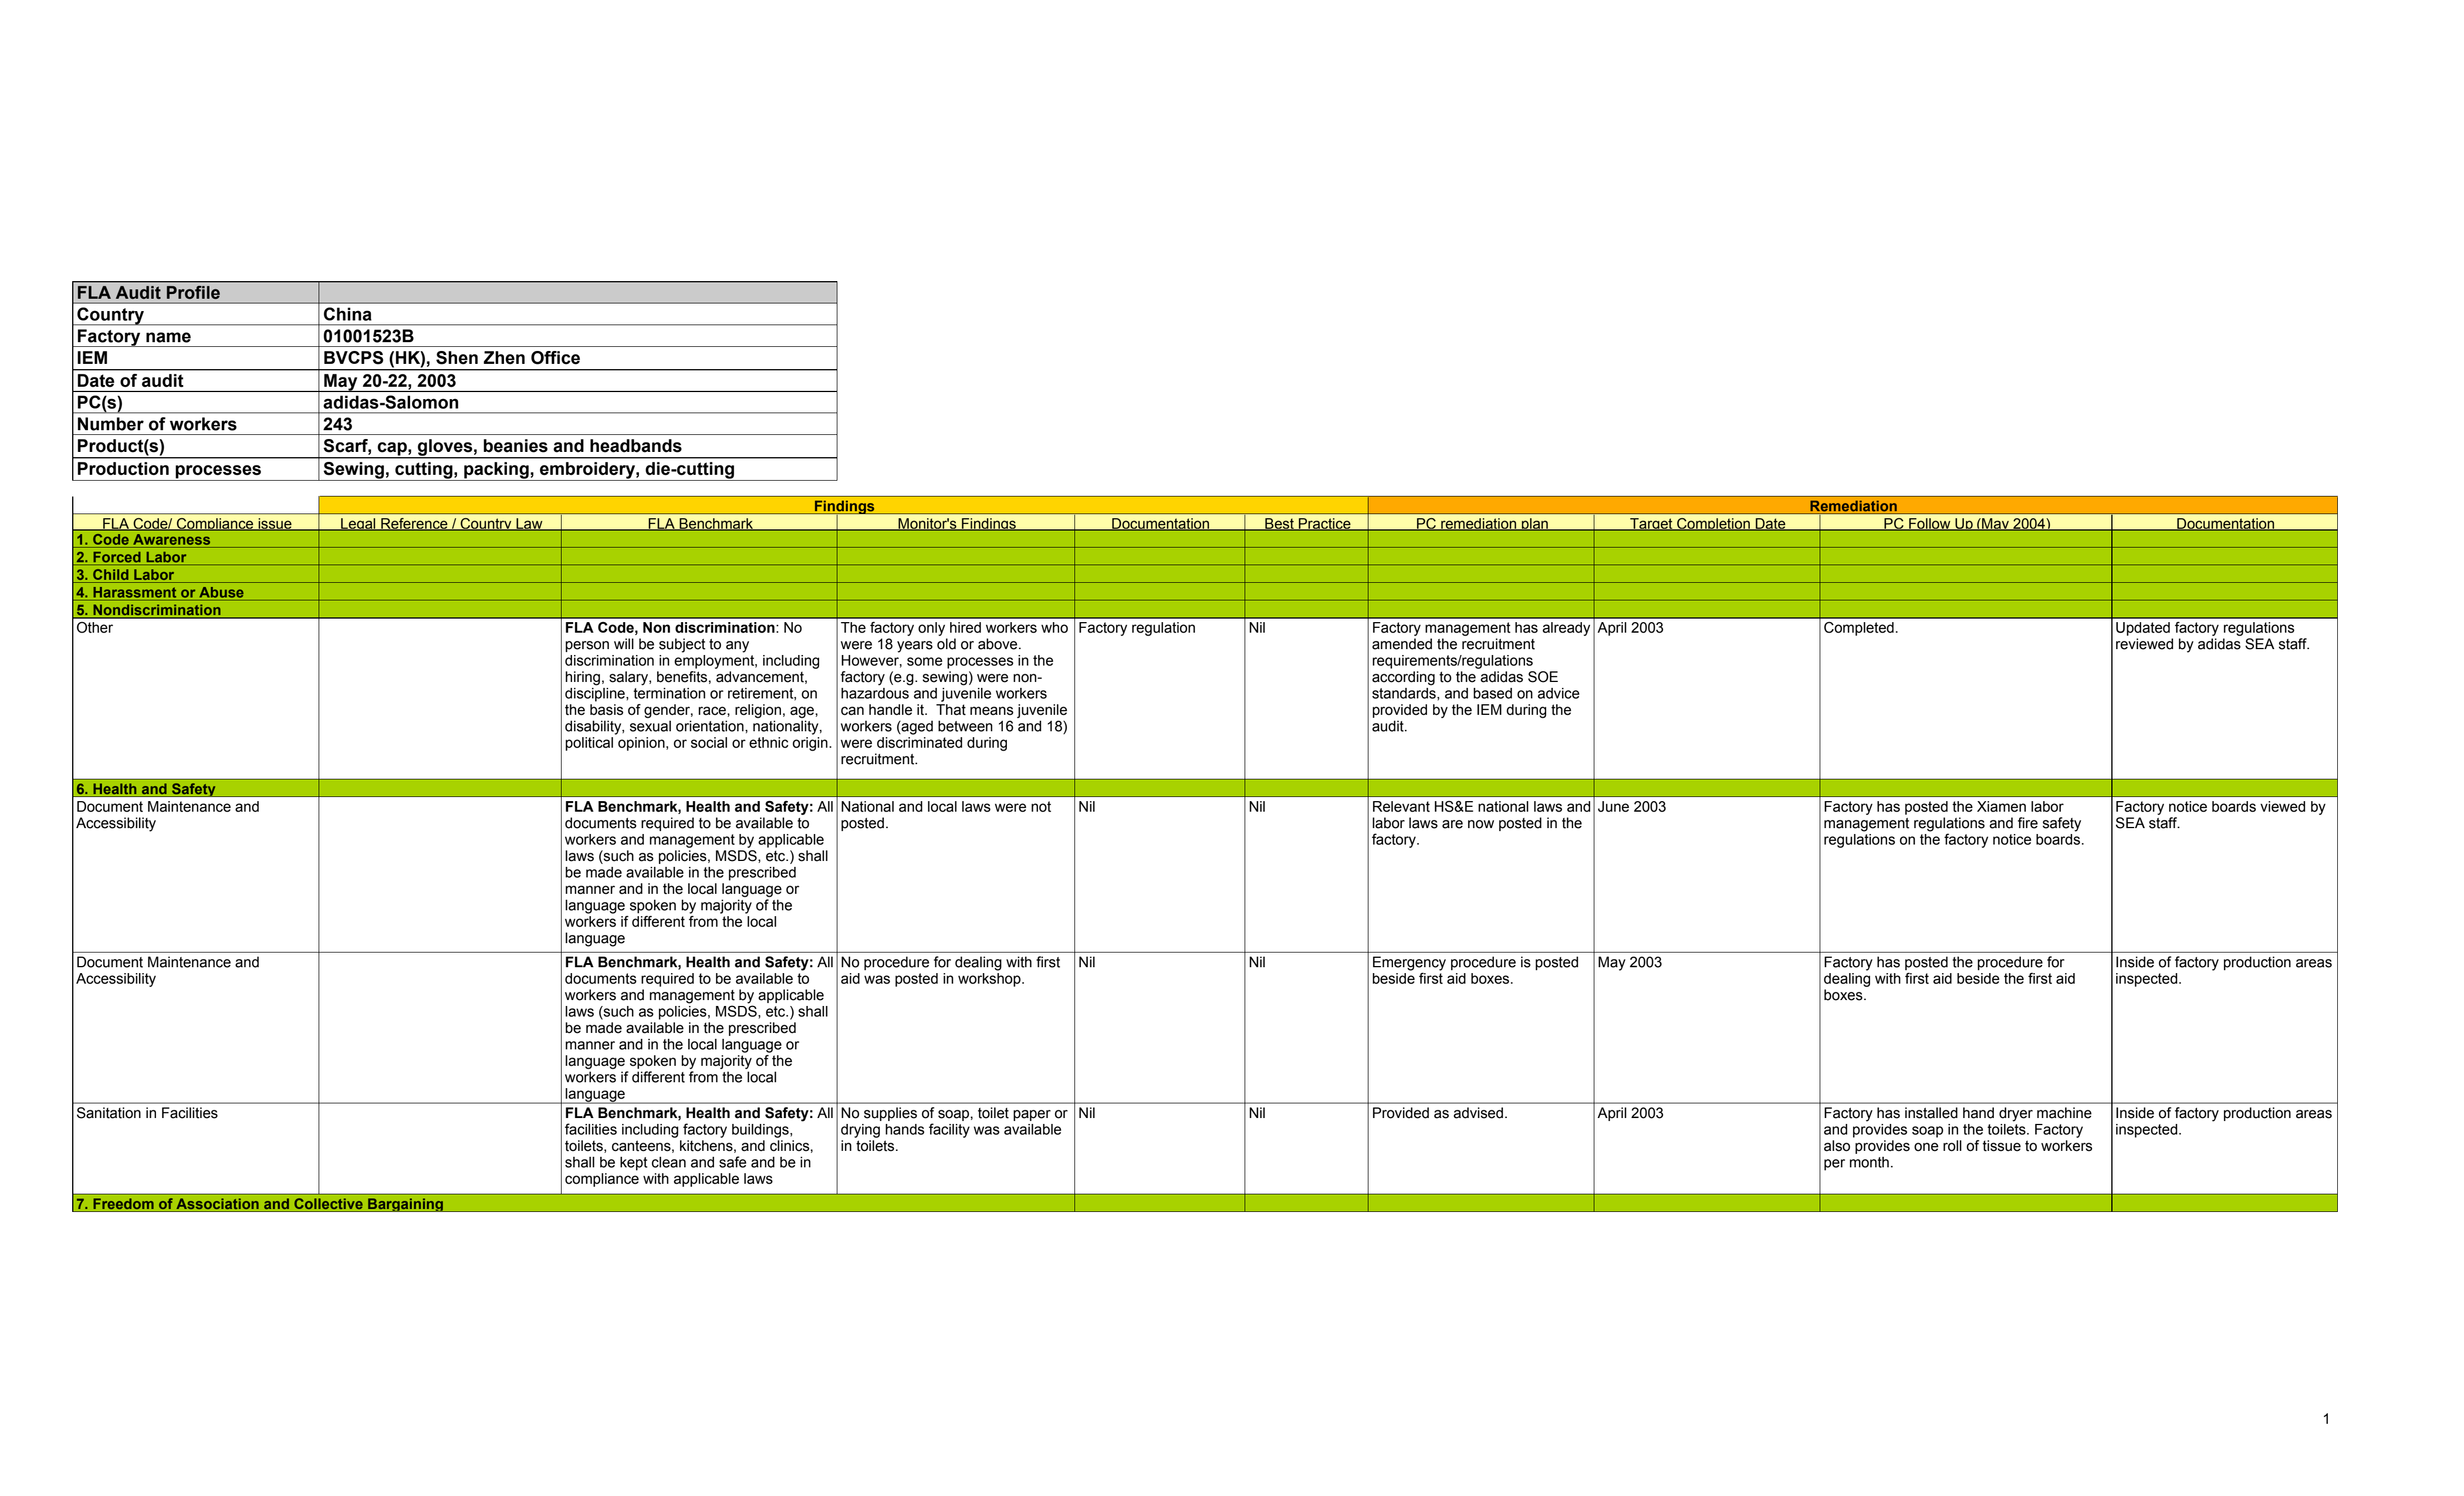 FLA Audit Profile
Country China
Factory name 01001523B
IEM BVCPS (HK), Shen Zhen Office
Date of audit May 20-22, 2003
PC(s) adidas-Salomon
Number of workers 243
Product(s) Scarf, cap, gloves, beanies and headbands
Production processes Sewing, cutting, packing, embroidery, die-cutting
Findings Remediation
FLA Code/ Compliance issue Legal Reference / Country Law FLA Benchmark Monitor's Findings Documentation Best Practice PC remediation plan Target Completion Date PC Follow Up (May 2004) Documentation
1. Code Awareness
2. Forced Labor
3. Child Labor
4. Harassment or Abuse
5. Nondiscrimination
Other
FLA Code, Non discrimination: No
person will be subject to any
discrimination in employment, including
hiring, salary, benefits, advancement,
discipline, termination or retirement, on
the basis of gender, race, religion, age,
disability, sexual orientation, nationality,
political opinion, or social or ethnic origin.
The factory only hired workers who
were 18 years old or above.
However, some processes in the
factory (e.g. sewing) were non-
hazardous and juvenile workers
can handle it.  That means juvenile
workers (aged between 16 and 18)
were discriminated during
recruitment.
Factory regulation
Nil
Factory management has already
amended the recruitment
requirements/regulations
according to the adidas SOE
standards, and based on advice
provided by the IEM during the
audit.
April 2003
Completed.
Updated factory regulations
reviewed by adidas SEA staff.
6. Health and Safety
Document Maintenance and
Accessibility
FLA Benchmark, Health and Safety: All
documents required to be available to
workers and management by applicable
laws (such as policies, MSDS, etc.) shall
be made available in the prescribed
manner and in the local language or
language spoken by majority of the
workers if different from the local
language
National and local laws were not
posted.
Nil
Nil
Relevant HS&E national laws and
labor laws are now posted in the
factory.
June 2003
Factory has posted the Xiamen labor
management regulations and fire safety
regulations on the factory notice boards.
Factory notice boards viewed by
SEA staff.
Document Maintenance and
Accessibility
FLA Benchmark, Health and Safety: All
documents required to be available to
workers and management by applicable
laws (such as policies, MSDS, etc.) shall
be made available in the prescribed
manner and in the local language or
language spoken by majority of the
workers if different from the local
language
No procedure for dealing with first
aid was posted in workshop.
Nil
Nil
Emergency procedure is posted
beside first aid boxes.
May 2003
Factory has posted the procedure for
dealing with first aid beside the first aid
boxes.
Inside of factory production areas
inspected.
Sanitation in Facilities
FLA Benchmark, Health and Safety: All
facilities including factory buildings,
toilets, canteens, kitchens, and clinics,
shall be kept clean and safe and be in
compliance with applicable laws
No supplies of soap, toilet paper or
drying hands facility was available
in toilets.
Nil
Nil
Provided as advised.
April 2003
Factory has installed hand dryer machine
and provides soap in the toilets. Factory
also provides one roll of tissue to workers
per month.
Inside of factory production areas
inspected.
7. Freedom of Association and Collective Bargaining
1